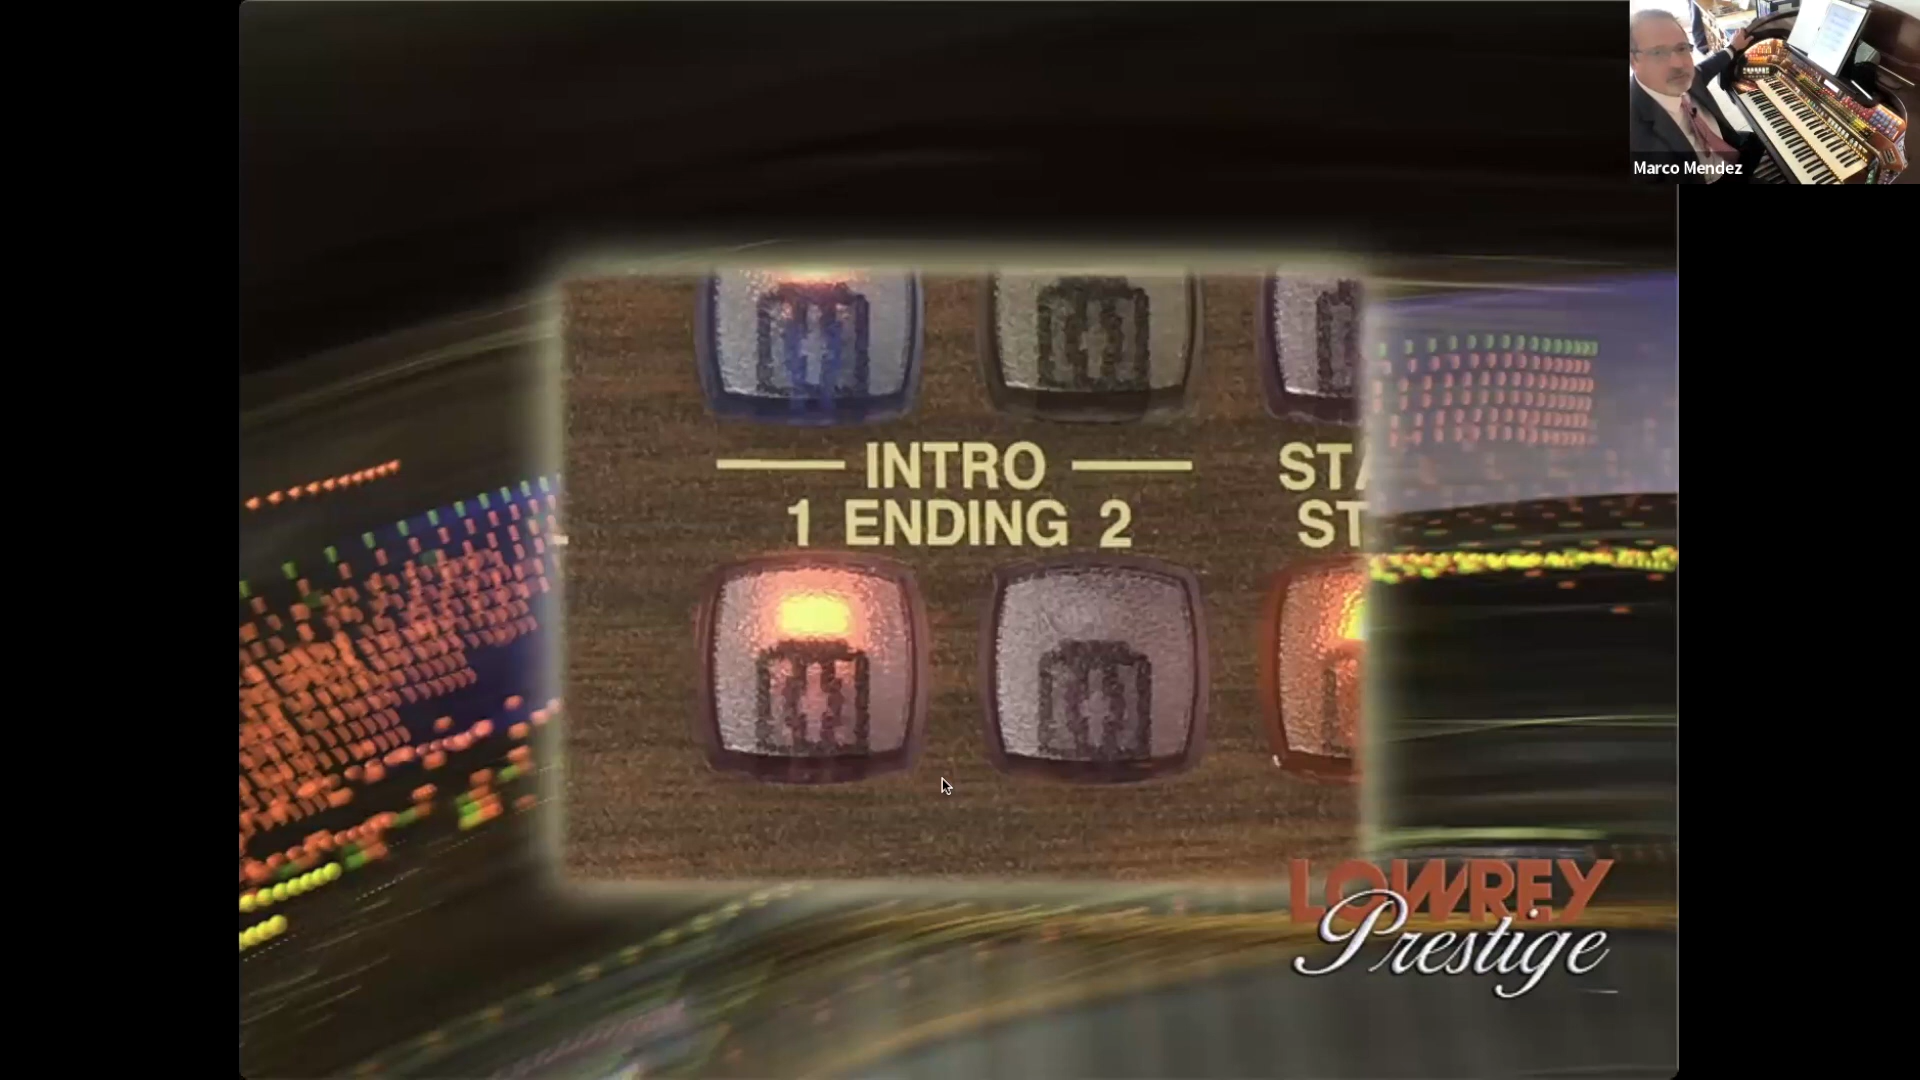 Marco Mendez
INTRO
1 ENDING 2
STA
ST
LOWREY
Prestige